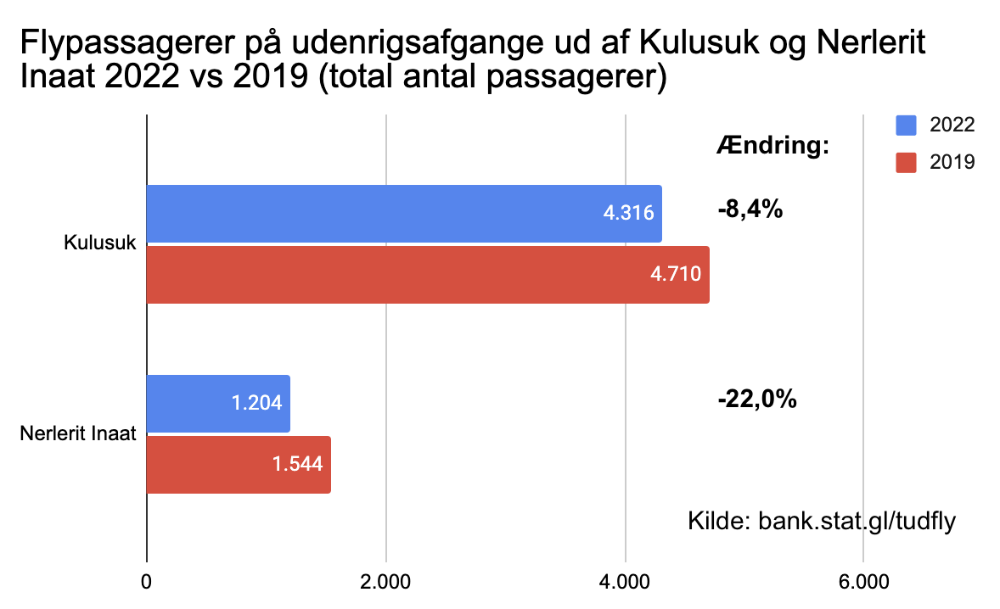 Flypassagerer på udenrigsafgange ud af Kulusuk og Nerlerit
Inaat 2022 vs 2019 (total antal passagerer)
2022
2019
Ændring:
Kulusuk
4.316
-8,4%
4.710
Nerlerit Inaat
1.204
-22,0%
1.544
Kilde: bank.stat.gl/tudfly
0
2.000
4.000
6.000